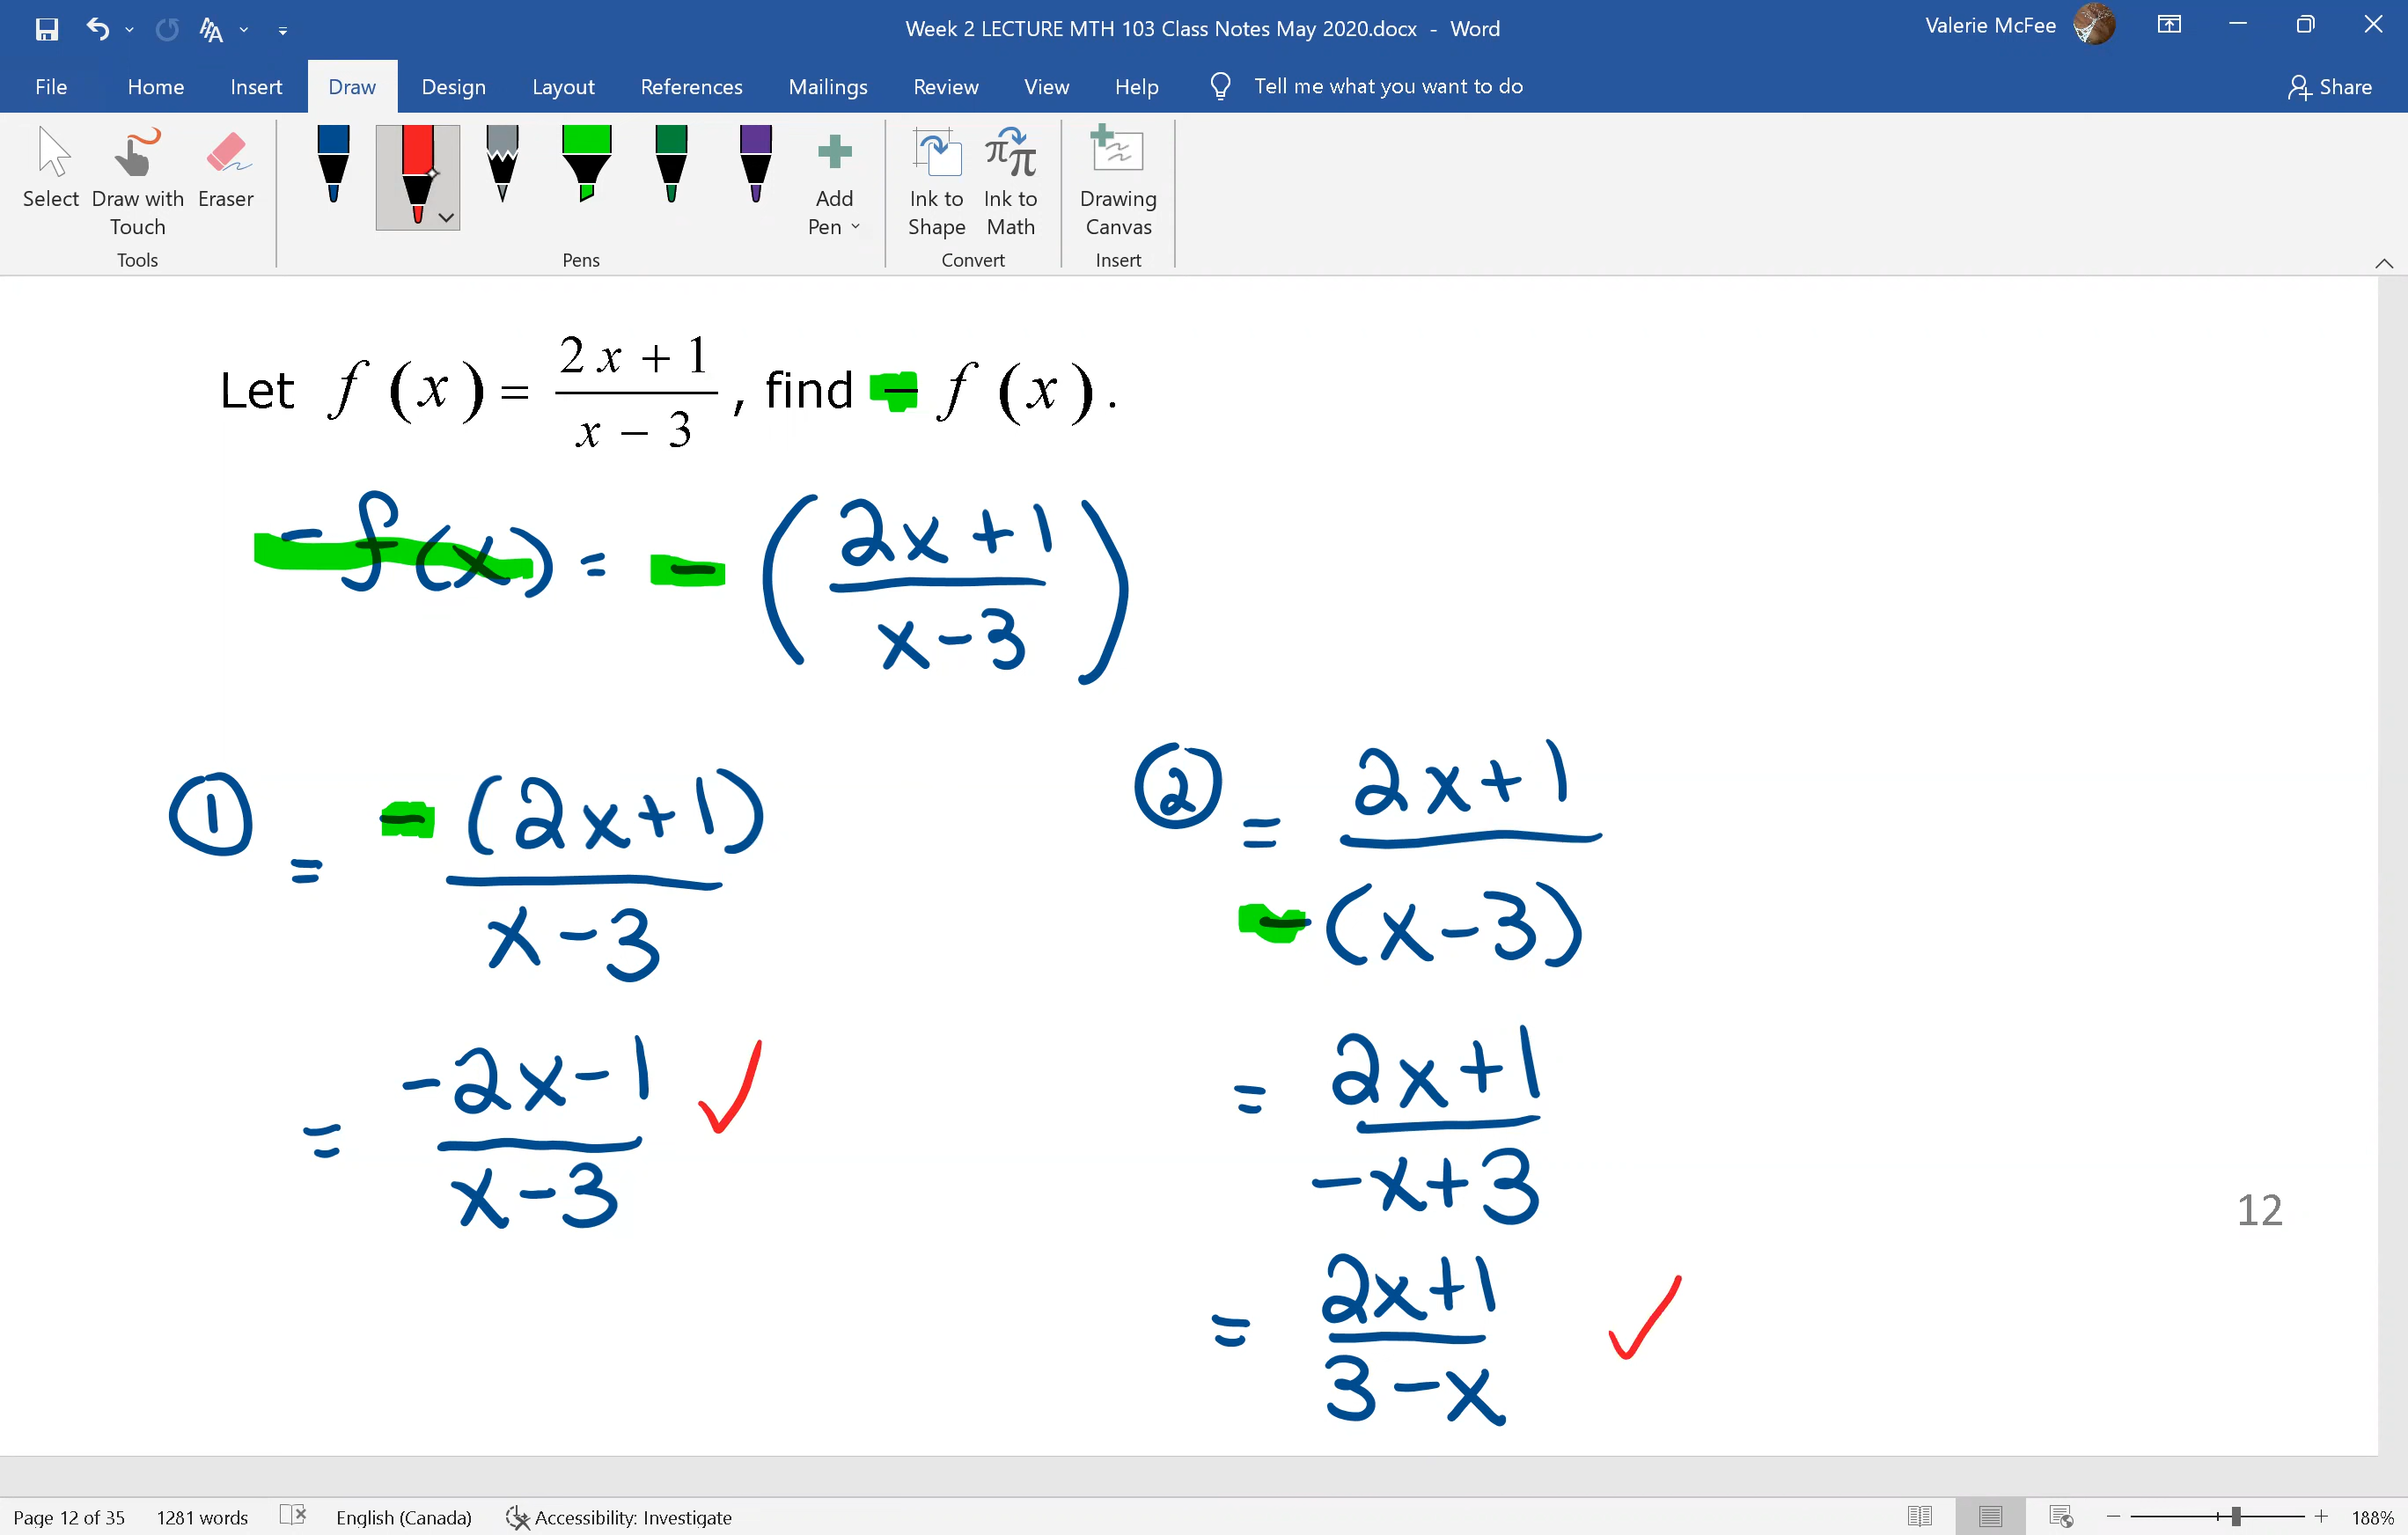 Week 2 LECTURE MTH 103 Class Notes May 2020.docx - Word
Valerie McFee
File Home Insert Draw Design Layout References Mailings Review View Help Tell me what you want to do Share
Select Draw with Touch Eraser Add Pen Ink to Shape Ink to Math Drawing Canvas
Tools Pens Convert Insert
Let f(x) = (2x + 1)/(x − 3), find − f(x).
−f(x) = −((2x+1)/(x−3))
① = −(2x+1)/(x−3)
= (−2x−1)/(x−3) ✓
② = (2x+1)/−(x−3)
= (2x+1)/(−x+3)
= (2x+1)/(3−x) ✓
12
Page 12 of 35 1281 words English (Canada) Accessibility: Investigate 188%